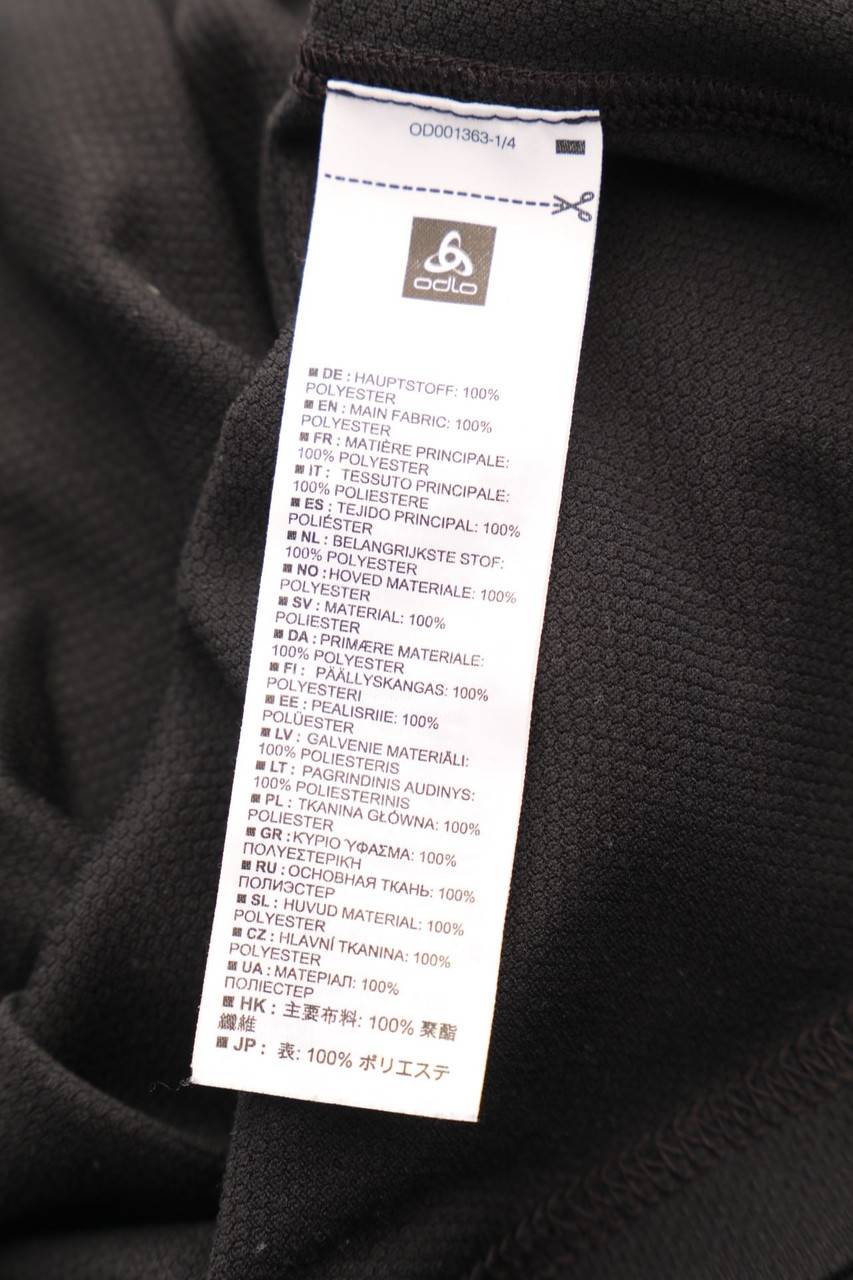 OD001363-1/4
odlo
DE : HAUPTSTOFF: 100%
POLYESTER
EN : MAIN FABRIC: 100%
POLYESTER
FR : MATIÈRE PRINCIPALE:
100% POLYESTER
IT : TESSUTO PRINCIPALE:
100% POLIESTERE
ES : TEJIDO PRINCIPAL: 100%
POLIÉSTER
NL : BELANGRIJKSTE STOF:
100% POLYESTER
NO : HOVED MATERIALE: 100%
POLYESTER
SV : MATERIAL: 100%
POLIESTER
DA : PRIMÆRE MATERIALE:
100% POLYESTER
FI : PÄÄLLYSKANGAS: 100%
POLYESTERI
EE : PEALISRIIE: 100%
POLÜESTER
LV : GALVENIE MATERIĀLI:
100% POLIESTERIS
LT : PAGRINDINIS AUDINYS:
100% POLIESTERINIS
PL : TKANINA GŁÓWNA: 100%
POLIESTER
GR : ΚΥΡΙΟ ΎΦΑΣΜΑ: 100%
ΠΟΛΥΕΣΤΕΡΙΚΉ
RU : ОСНОВНАЯ ТКАНЬ: 100%
ПОЛИЭСТЕР
SL : HUVUD MATERIAL: 100%
POLYESTER
CZ : HLAVNÍ TKANINA: 100%
POLYESTER
UA : МАТЕРІАЛ: 100%
ПОЛІЕСТЕР
HK : 主要布料: 100% 聚酯
纖維
JP : 表: 100% ポリエステ